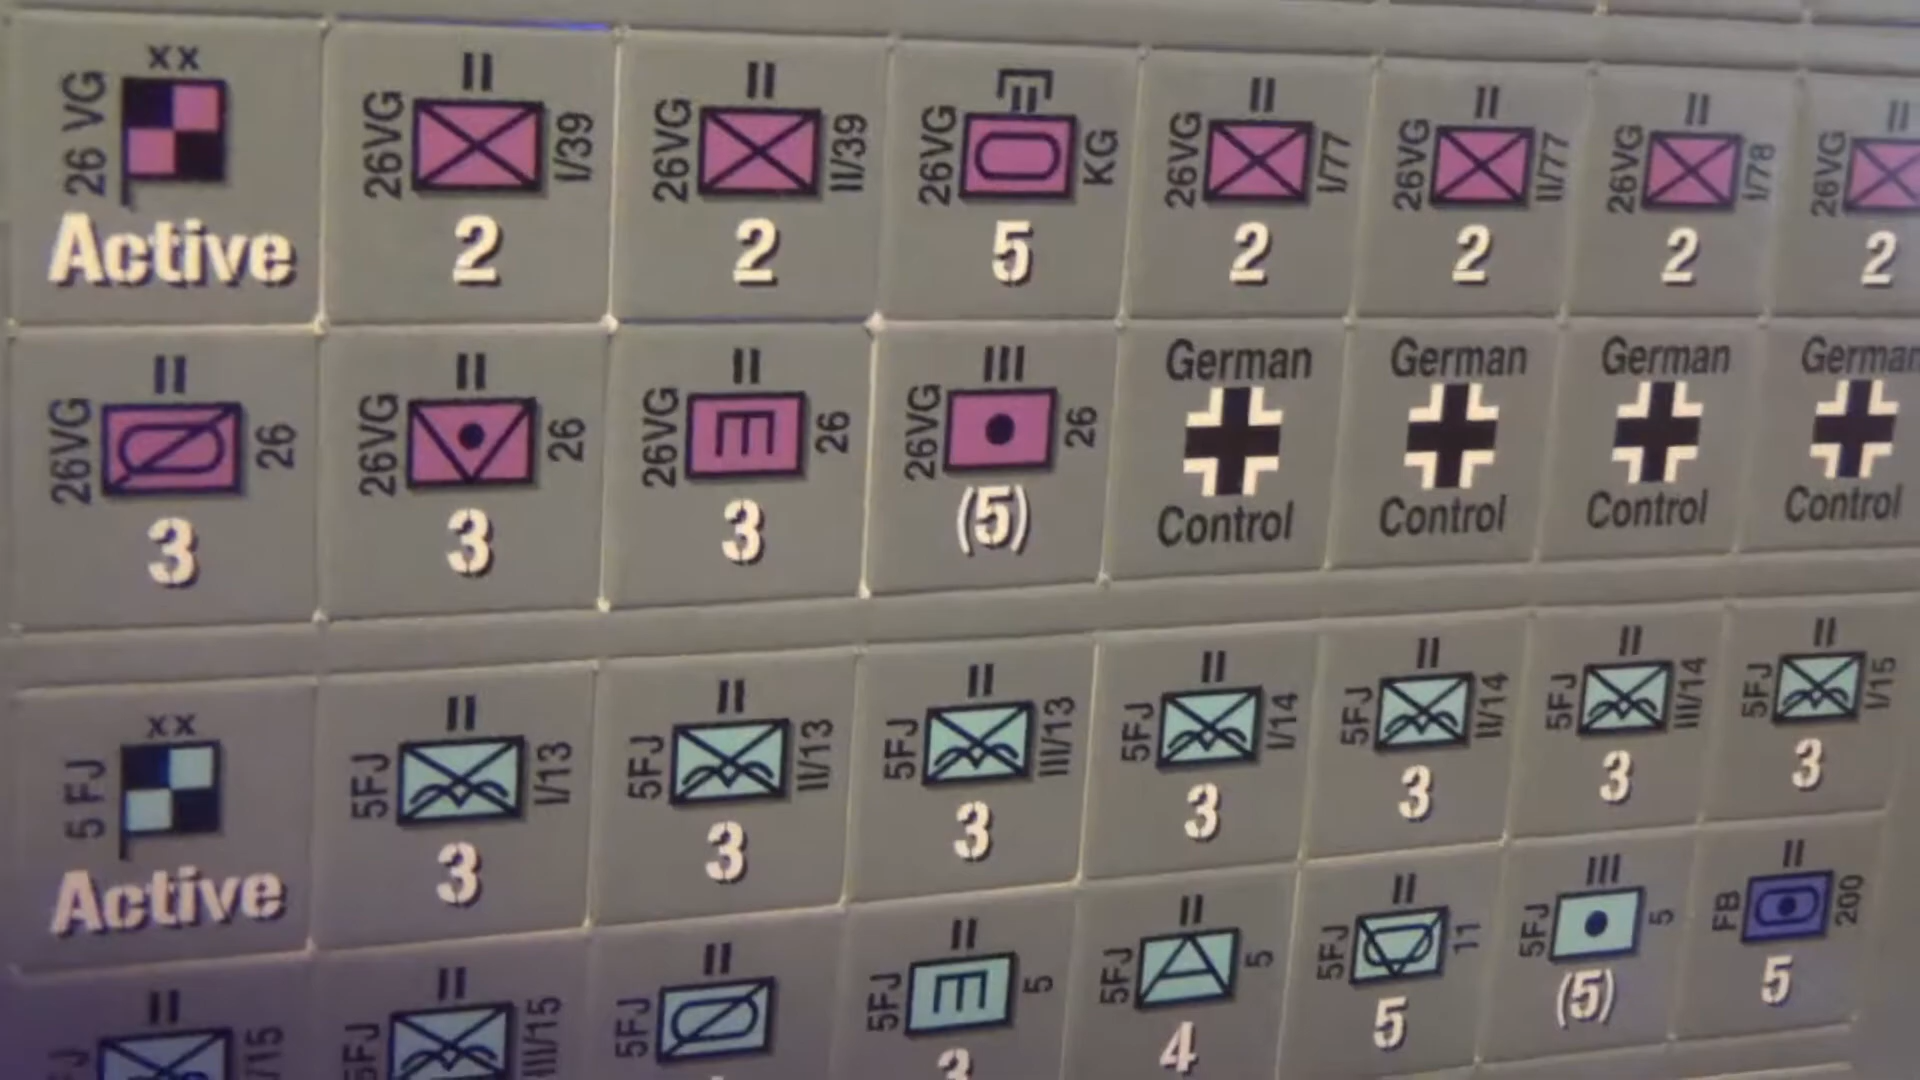 XX
26 VG
Active
II
26VG
I/39
2
II
26VG
II/39
2
II
26VG
KG
5
II
26VG
I/77
2
II
26VG
II/77
2
II
26VG
I/78
2
II
26VG
2
II
26VG
26
3
II
26VG
26
3
II
26VG
E
26
3
III
26VG
26
(5)
German
Control
German
Control
German
Control
German
Control
XX
5 FJ
Active
II
5FJ
I/13
3
II
5FJ
II/13
3
II
5FJ
III/13
3
II
5FJ
I/14
3
II
5FJ
II/14
3
II
5FJ
III/14
3
II
5FJ
I/15
3
II
/15
II
5FJ
III/15
II
5FJ
II
5FJ
E
5
3
II
5FJ
5
4
II
5FJ
11
5
III
5FJ
5
(5)
II
FB
200
5